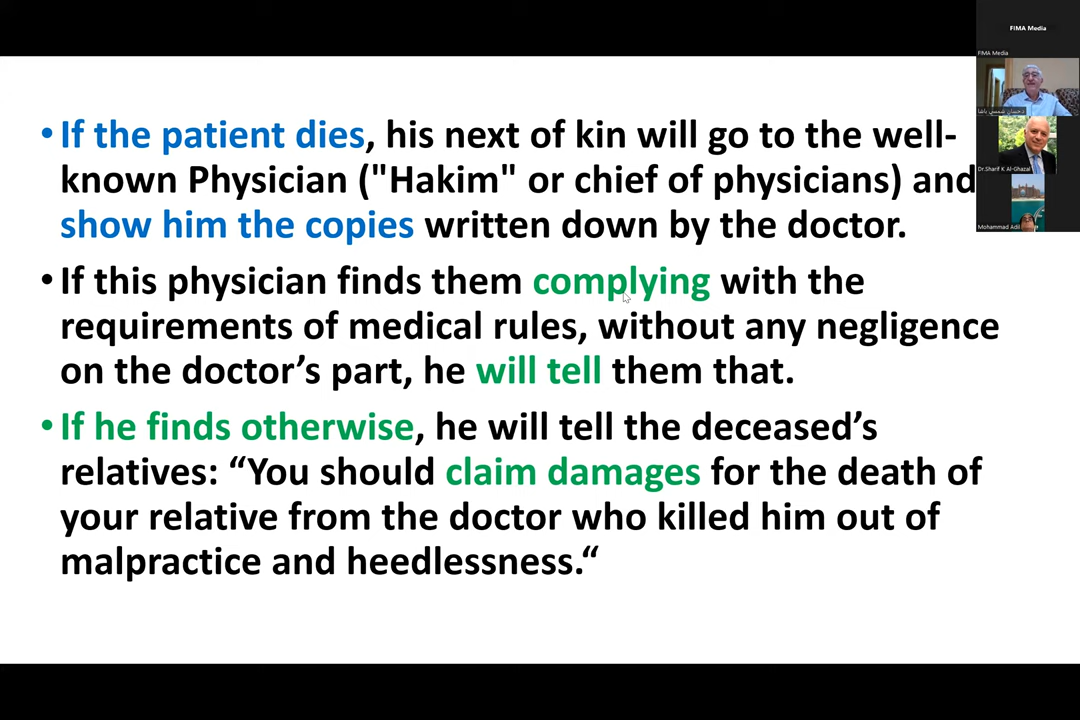 FIMA Media
FIMA Media
• If the patient dies, his next of kin will go to the well-
known Physician ("Hakim" or chief of physicians) and
show him the copies written down by the doctor.
• If this physician finds them complying with the
requirements of medical rules, without any negligence
on the doctor’s part, he will tell them that.
• If he finds otherwise, he will tell the deceased’s
relatives: “You should claim damages for the death of
your relative from the doctor who killed him out of
malpractice and heedlessness.“
حسان شمسي باشا
Dr.Sharif K Al-Ghazal
Mohammad Adil